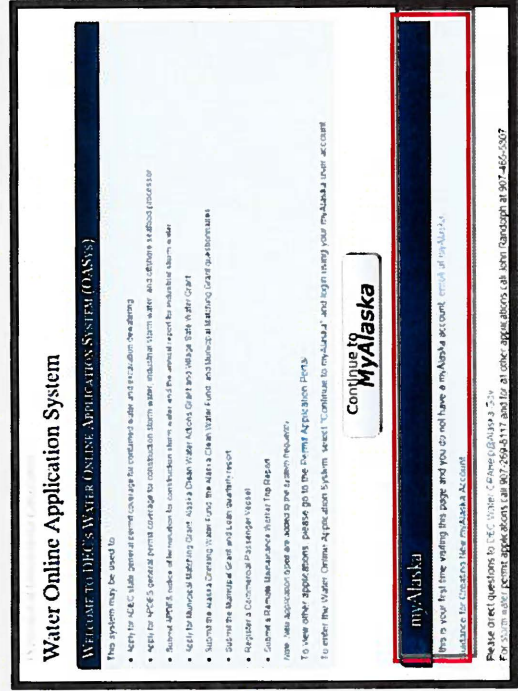 Water Online Application System
WELCOME TO DEC'S WATER ONLINE APPLICATION SYSTEM (OASYS)
This system may be used to
• Apply for ADEC state general permit coverage for contained water and excavation dewatering
• Apply for APDES general permit coverage for construction storm water, industrial storm water and offshore seafood processor
• Submit APDES notice of termination for construction storm water and the annual report for industrial storm water
• Apply for Municipal Matching Grant, Alaska Clean Water Actions Grant and Village Safe Water Grant
• Submit the Alaska Drinking Water Fund, the Alaska Clean Water Fund, and Municipal Matching Grant questionnaires
• Submit the Municipal Grant and Loan quarterly report
• Register a Commercial Passenger Vessel
• Submit a Remote Maintenance Worker Trip Report
Note: New application types are added to the system frequently.
To view other applications, please go to the Permit Application Portal
To enter the Water Online Application System, select "Continue to myAlaska" and login using your myAlaska user account
Continue to
MyAlaska
myAlaska
this is your first time visiting this page and you do not have a myAlaska account, enroll at myAlaska.
Guidance for Creating New myAlaska Account
Please direct questions to
For storm water permit applications call 907-269-8117 and for all other applications call John Randolph at 907-465-5307